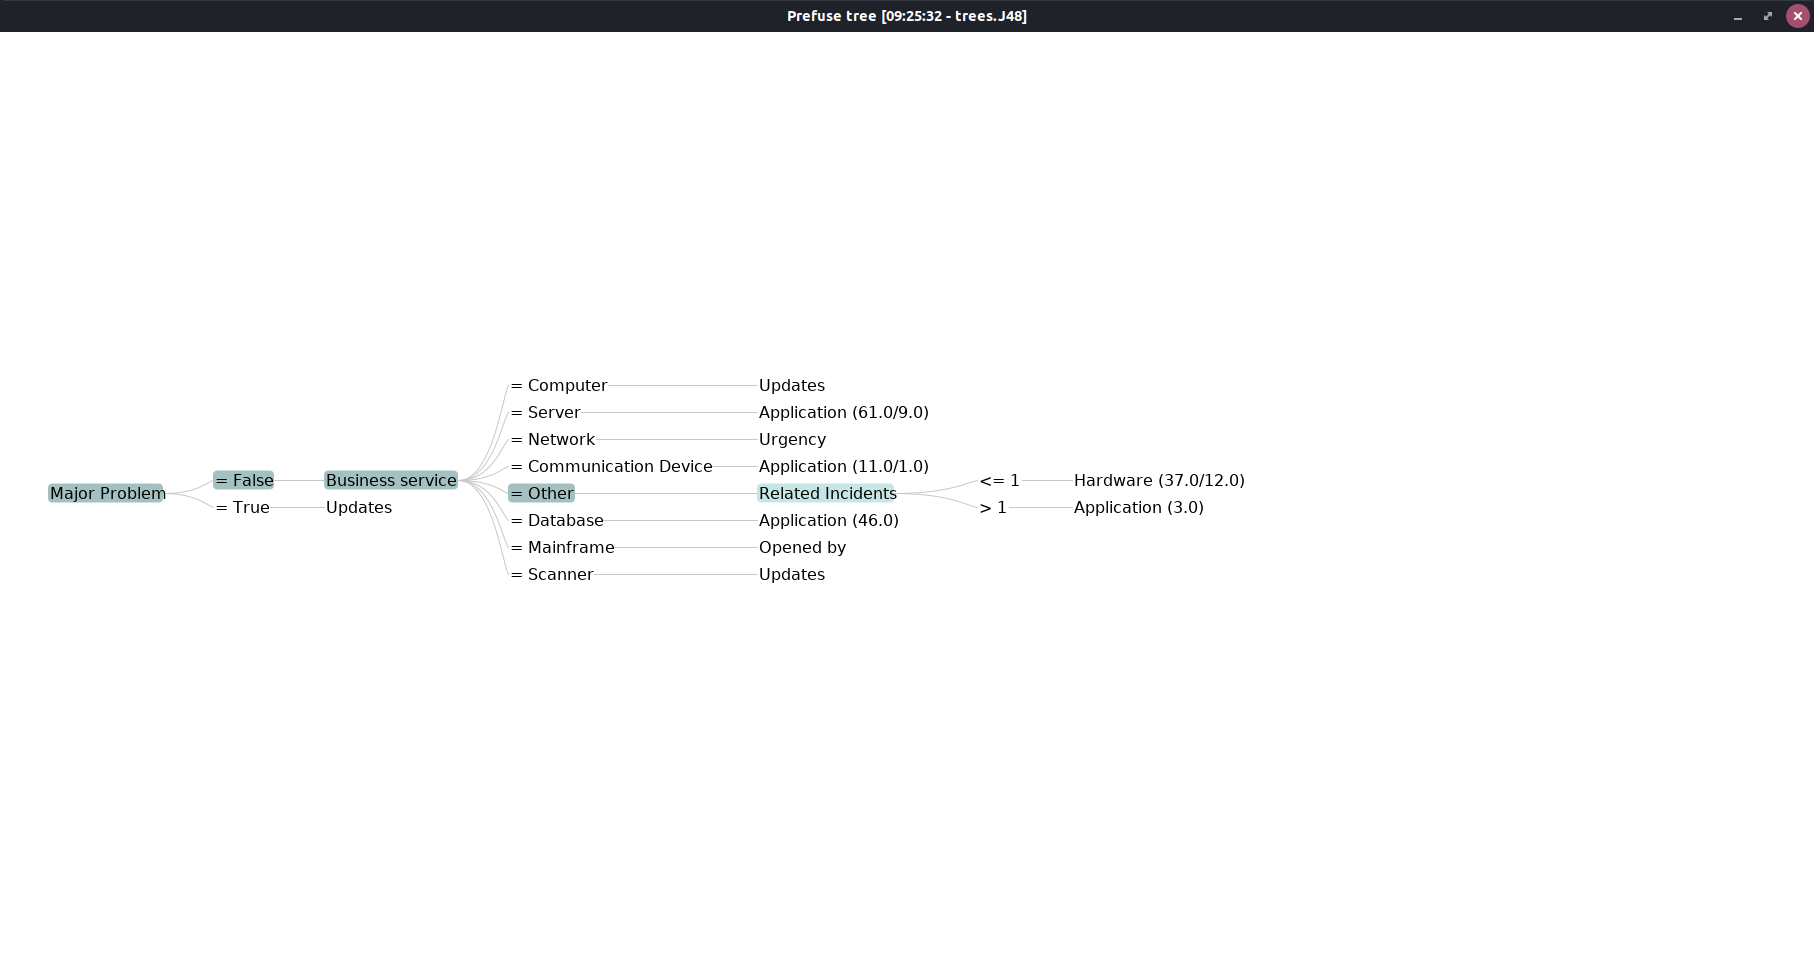 Prefuse tree [09:25:32 - trees.J48]
= Computer Updates
= Server Application (61.0/9.0)
= Network Urgency
= Communication Device Application (11.0/1.0)
= False Business service <= 1 Hardware (37.0/12.0)
Major Problem = Other Related Incidents
= True Updates > 1 Application (3.0)
= Database Application (46.0)
= Mainframe Opened by
= Scanner Updates